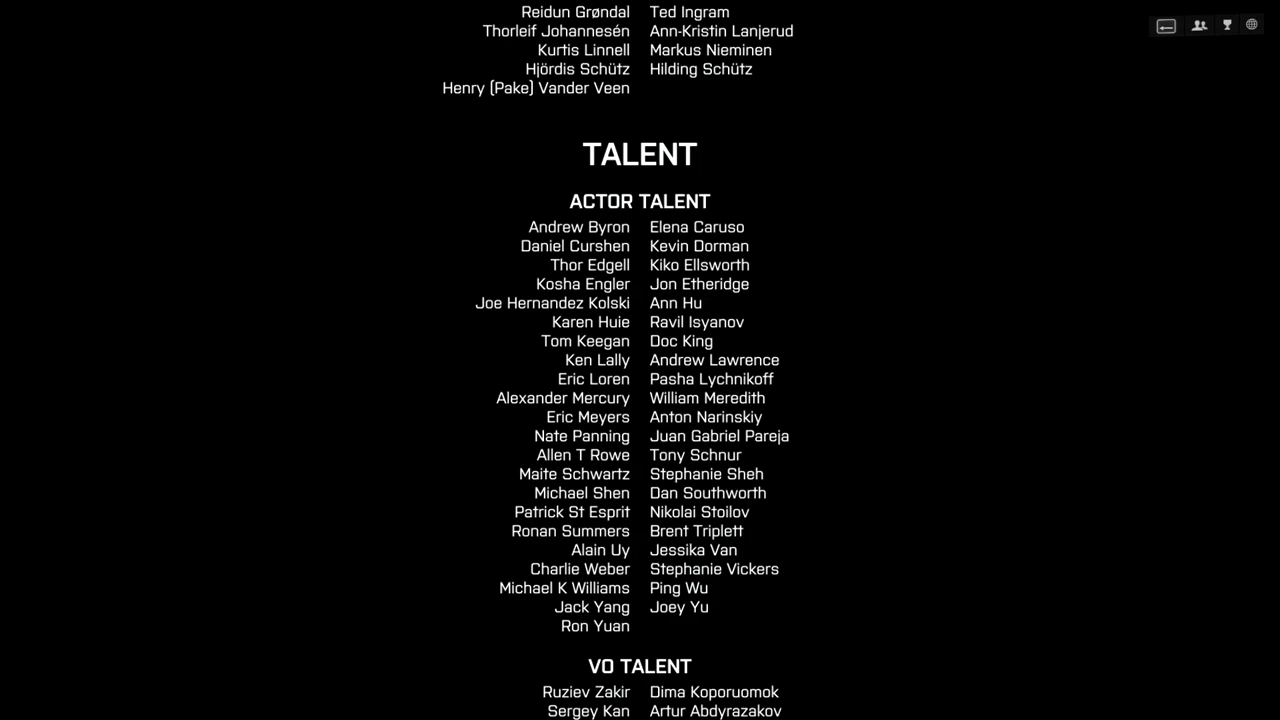 Reidun Grøndal Ted Ingram
Thorleif Johannesén Ann-Kristin Lanjerud
Kurtis Linnell Markus Nieminen
Hjördis Schütz Hilding Schütz
Henry (Pake) Vander Veen
TALENT
ACTOR TALENT
Andrew Byron Elena Caruso
Daniel Curshen Kevin Dorman
Thor Edgell Kiko Ellsworth
Kosha Engler Jon Etheridge
Joe Hernandez Kolski Ann Hu
Karen Huie Ravil Isyanov
Tom Keegan Doc King
Ken Lally Andrew Lawrence
Eric Loren Pasha Lychnikoff
Alexander Mercury William Meredith
Eric Meyers Anton Narinskiy
Nate Panning Juan Gabriel Pareja
Allen T Rowe Tony Schnur
Maite Schwartz Stephanie Sheh
Michael Shen Dan Southworth
Patrick St Esprit Nikolai Stoilov
Ronan Summers Brent Triplett
Alain Uy Jessika Van
Charlie Weber Stephanie Vickers
Michael K Williams Ping Wu
Jack Yang Joey Yu
Ron Yuan
VO TALENT
Ruziev Zakir Dima Koporuomok
Sergey Kan Artur Abdyrazakov